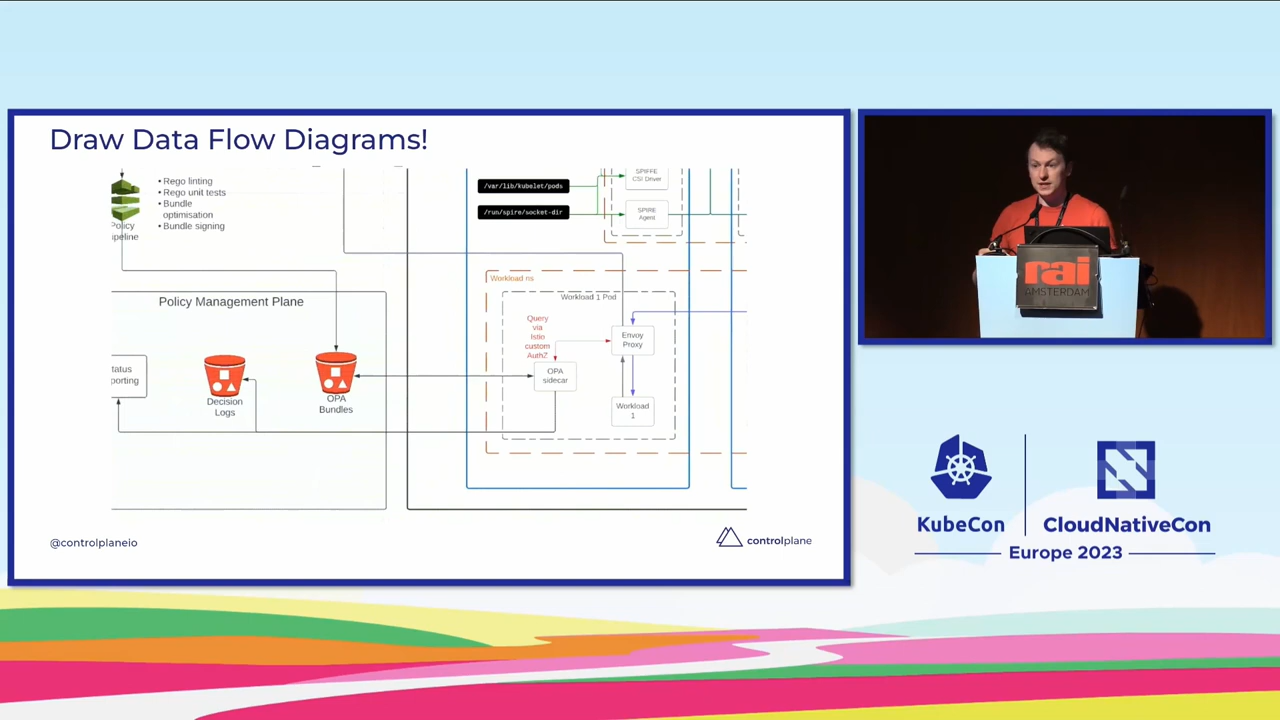 Draw Data Flow Diagrams!
• Rego linting
• Rego unit tests
• Bundle
optimisation
• Bundle signing
Policy
ipeline
/var/lib/kubelet/pods
/run/spire/socket-dir
SPIFFE
CSI Driver
SPIRE
Agent
Policy Management Plane
tatus
porting
Decision
Logs
OPA
Bundles
Workload ns
Workload 1 Pod
Query
via
Istio
custom
AuthZ
OPA
sidecar
Envoy
Proxy
Workload
1
@controlplaneio
controlplane
rai
AMSTERDAM
KubeCon
CloudNativeCon
Europe 2023